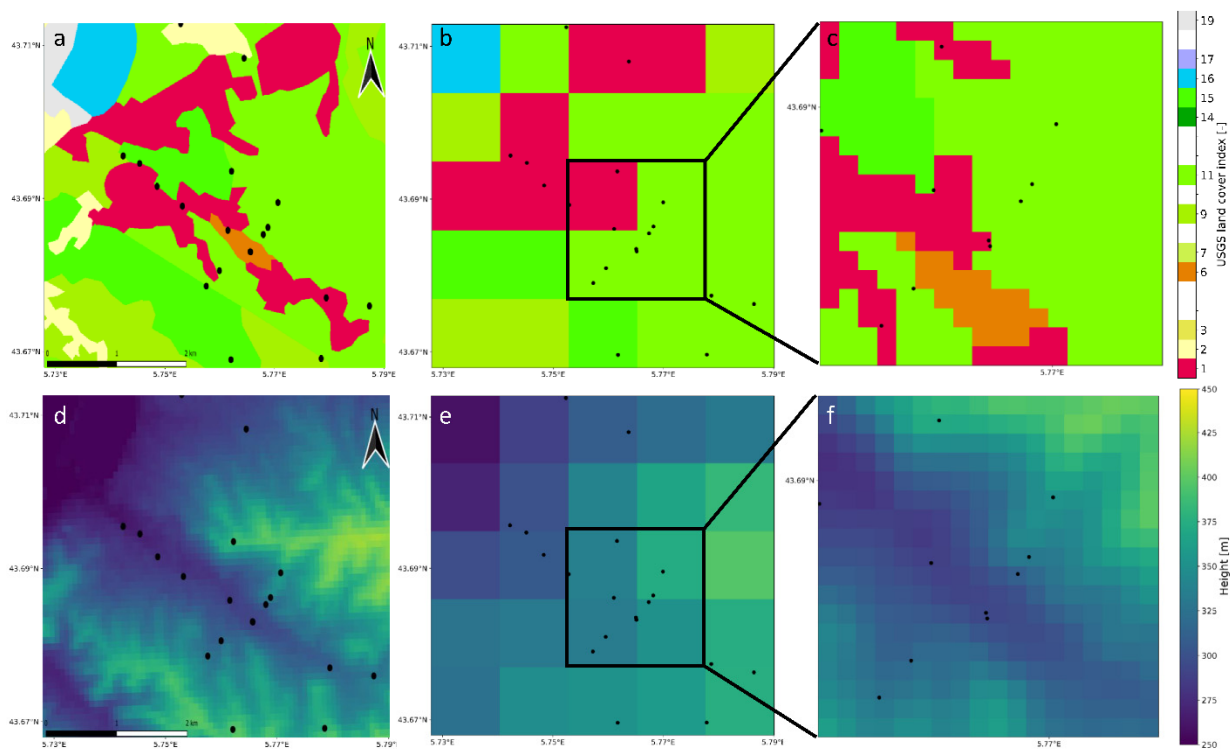 a
N
b
c
43.71°N
43.69°N
43.67°N
0 1 2 km
5.73°E 5.75°E 5.77°E 5.79°E
43.71°N
43.69°N
43.67°N
5.73°E 5.75°E 5.77°E 5.79°E
43.69°N
5.77°E
19
17
16
15
14
11
9
7
6
3
2
1
USGS land cover index [-]
d
N
e
f
43.71°N
43.69°N
43.67°N
0 1 2 km
5.73°E 5.75°E 5.77°E 5.79°E
43.71°N
43.69°N
43.67°N
5.73°E 5.75°E 5.77°E 5.79°E
43.69°N
5.77°E
450
425
400
375
350
325
300
275
250
Height [m]